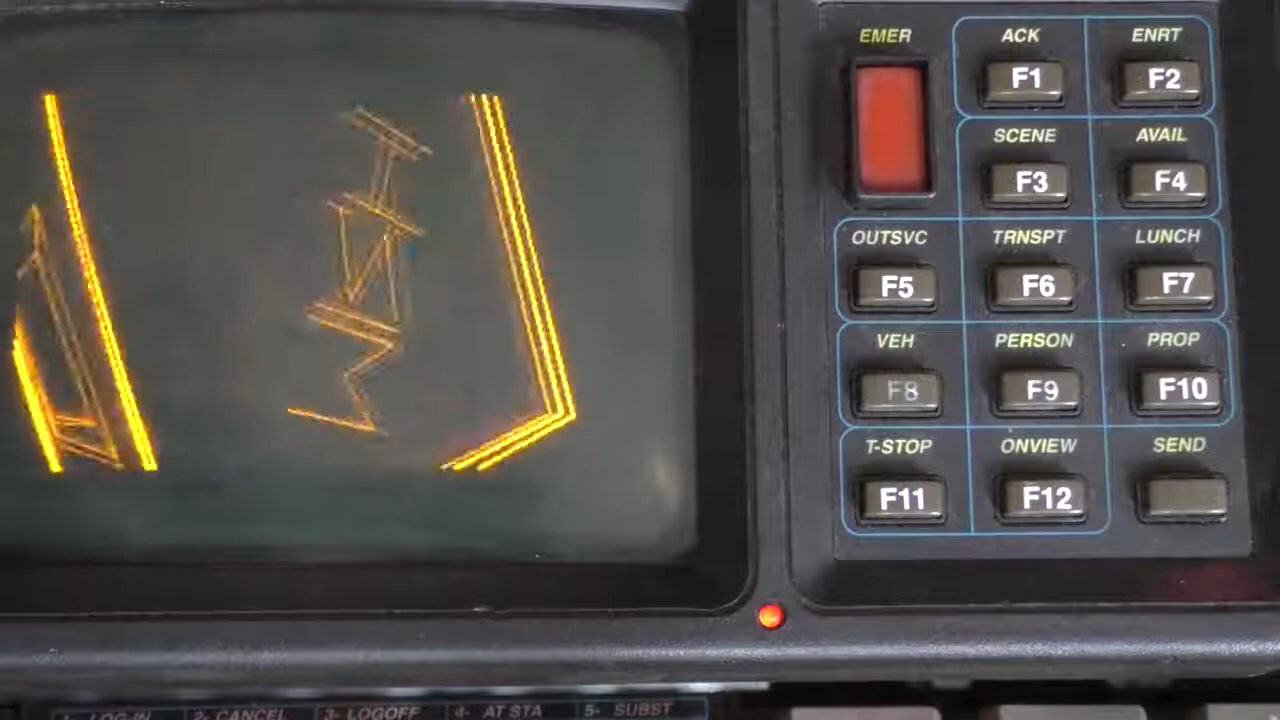 EMER ACK ENRT
F1 F2
SCENE AVAIL
F3 F4
OUTSVC TRNSPT LUNCH
F5 F6 F7
VEH PERSON PROP
F8 F9 F10
T-STOP ONVIEW SEND
F11 F12
1- LOG-IN 2- CANCEL 3- LOGOFF 4- AT STA 5- SUBST